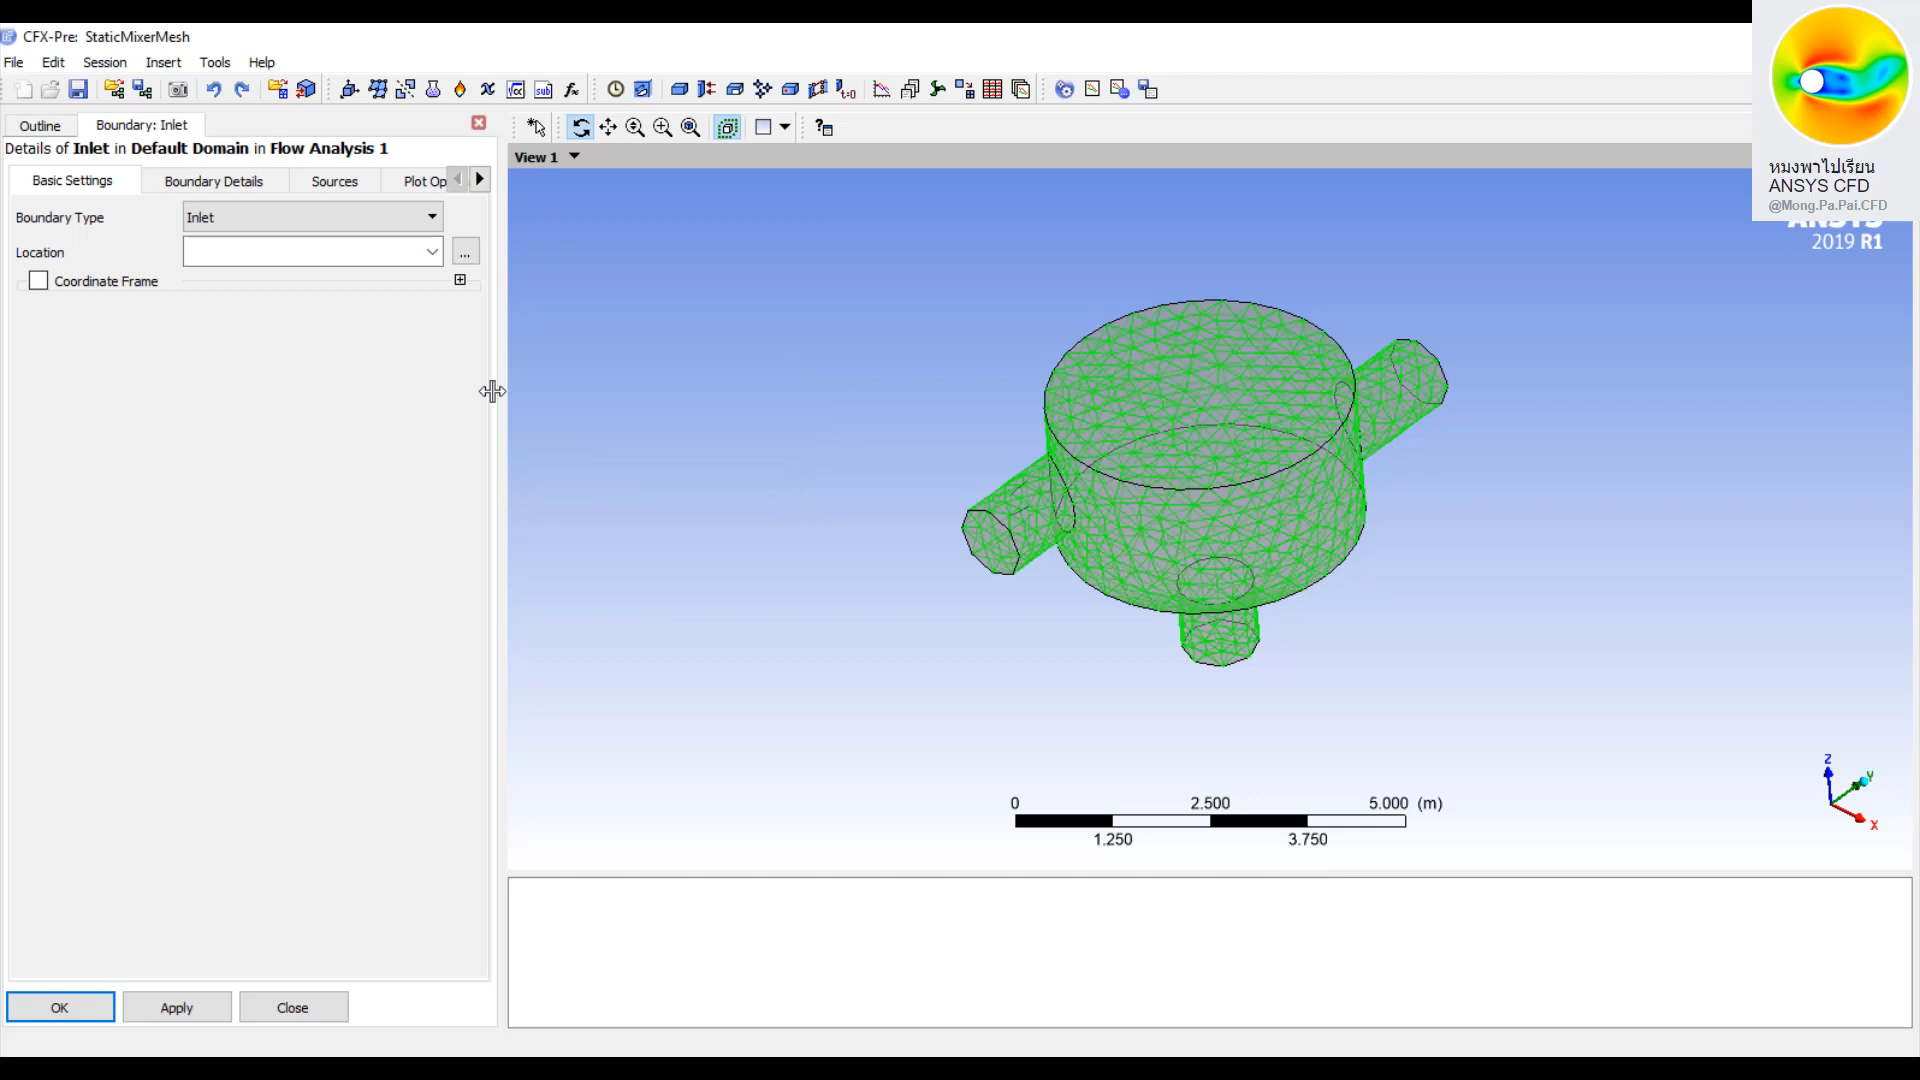 CFX-Pre: StaticMixerMesh
File Edit Session Insert Tools Help
Outline Boundary: Inlet
Details of Inlet in Default Domain in Flow Analysis 1
Basic Settings Boundary Details Sources Plot Op
Boundary Type Inlet
Location ...
Coordinate Frame
OK Apply Close
View 1
หมงพาไปเรียน
ANSYS CFD
@Mong.Pa.Pai.CFD
ANSYS
2019 R1
0 2.500 5.000 (m)
1.250 3.750
Z
Y
X